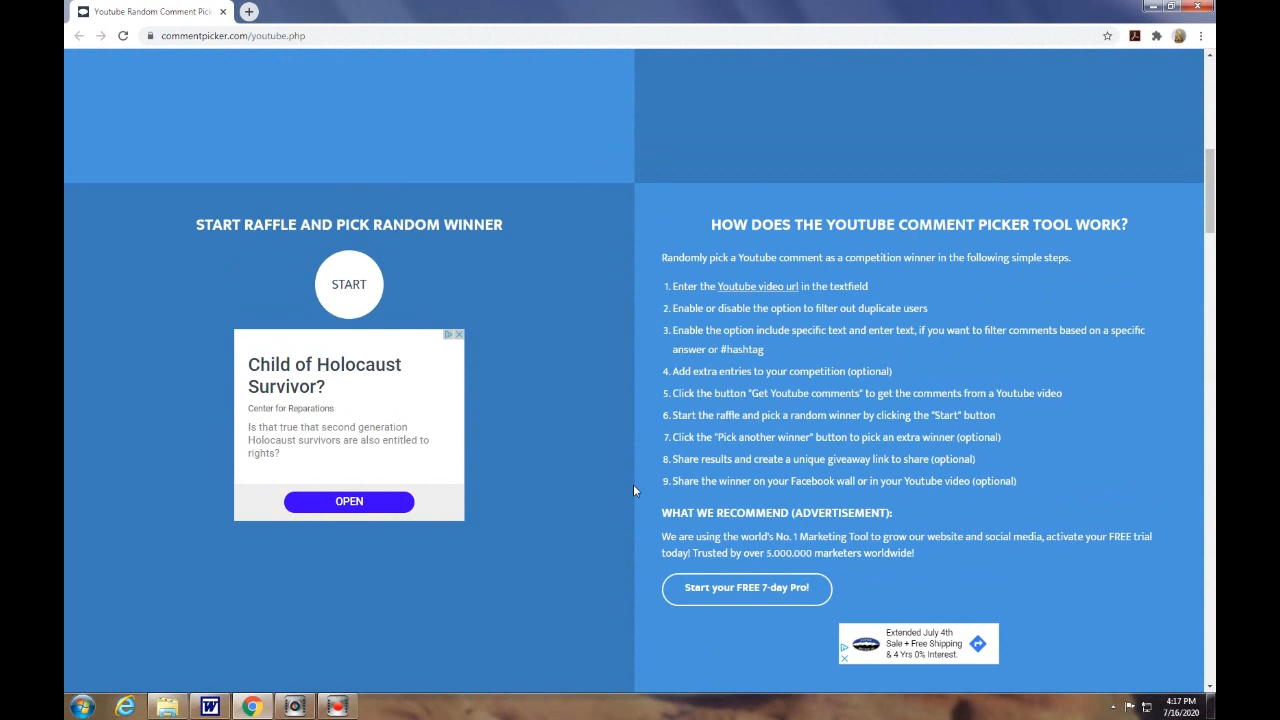 Youtube Random Comment Pick
commentpicker.com/youtube.php
START RAFFLE AND PICK RANDOM WINNER
START
Child of Holocaust
Survivor?
Center for Reparations
Is that true that second generation
Holocaust survivors are also entitled to
rights?
OPEN
HOW DOES THE YOUTUBE COMMENT PICKER TOOL WORK?
Randomly pick a Youtube comment as a competition winner in the following simple steps.
1. Enter the Youtube video url in the textfield
2. Enable or disable the option to filter out duplicate users
3. Enable the option include specific text and enter text, if you want to filter comments based on a specific
answer or #hashtag
4. Add extra entries to your competition (optional)
5. Click the button "Get Youtube comments" to get the comments from a Youtube video
6. Start the raffle and pick a random winner by clicking the "Start" button
7. Click the "Pick another winner" button to pick an extra winner (optional)
8. Share results and create a unique giveaway link to share (optional)
9. Share the winner on your Facebook wall or in your Youtube video (optional)
WHAT WE RECOMMEND (ADVERTISEMENT):
We are using the world's No. 1 Marketing Tool to grow our website and social media, activate your FREE trial
today! Trusted by over 5.000.000 marketers worldwide!
Start your FREE 7-day Pro!
Extended July 4th
Sale + Free Shipping
& 4 Yrs 0% Interest.
4:17 PM
7/16/2020